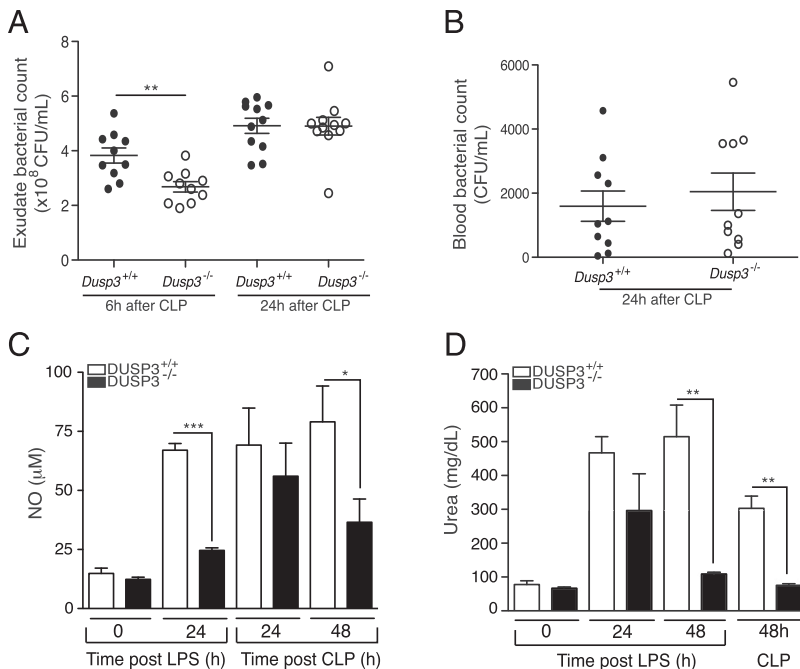 A
Exudate bacterial count
(x10⁸ CFU/mL)
8
6
4
2
0
**
Dusp3+/+
Dusp3-/-
Dusp3+/+
Dusp3-/-
6h after CLP
24h after CLP
B
Blood bacterial count
(CFU/mL)
6000
4000
2000
0
Dusp3+/+
Dusp3-/-
24h after CLP
C
DUSP3+/+
DUSP3-/-
NO (µM)
100
75
50
25
0
***
*
0
24
24
48
Time post LPS (h)
Time post CLP (h)
D
DUSP3+/+
DUSP3-/-
Urea (mg/dL)
700
600
500
400
300
200
100
0
**
**
0
24
48
48h
Time post LPS (h)
CLP